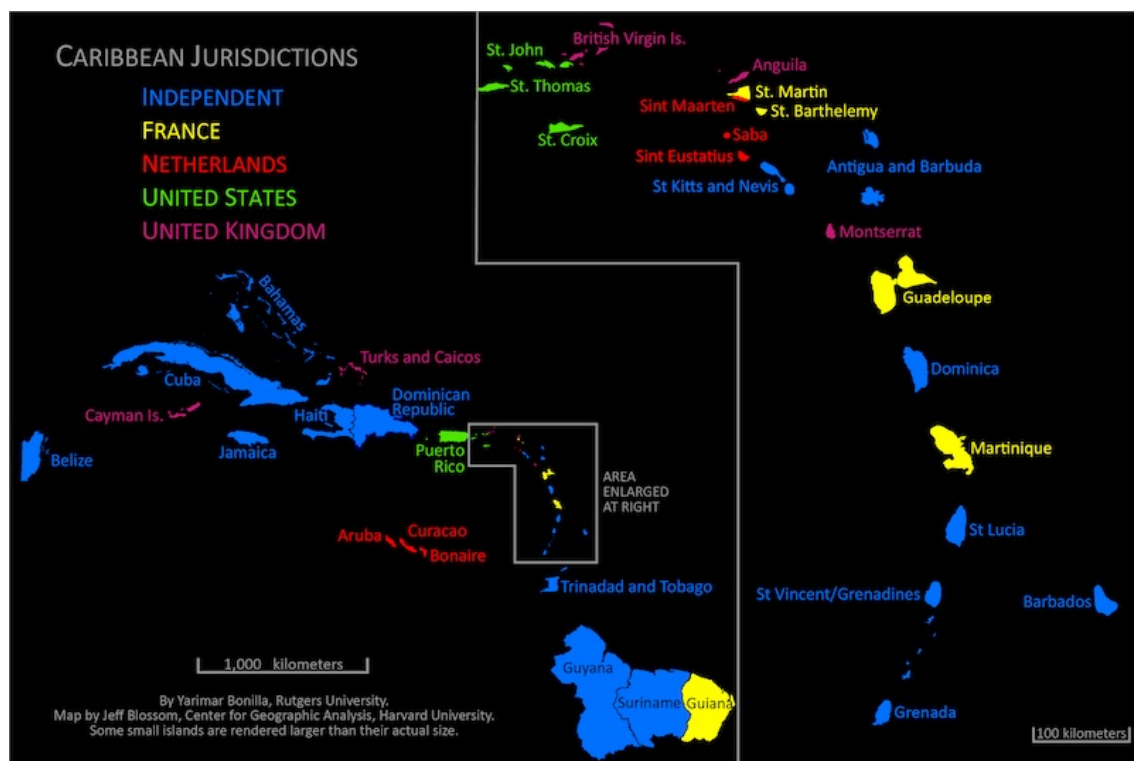 CARIBBEAN JURISDICTIONS
INDEPENDENT
FRANCE
NETHERLANDS
UNITED STATES
UNITED KINGDOM
Bahamas
Turks and Caicos
Cuba
Cayman Is.
Haiti
Dominican
Republic
Jamaica
Belize
Puerto
Rico
AREA
ENLARGED
AT RIGHT
Aruba
Curacao
Bonaire
Trinidad and Tobago
Guyana
Suriname
Guiana
1,000 kilometers
By Yarimar Bonilla, Rutgers University.
Map by Jeff Blossom, Center for Geographic Analysis, Harvard University.
Some small islands are rendered larger than their actual size.
British Virgin Is.
St. John
St. Thomas
St. Croix
Anguila
St. Martin
Sint Maarten
St. Barthelemy
Saba
Sint Eustatius
St Kitts and Nevis
Antigua and Barbuda
Montserrat
Guadeloupe
Dominica
Martinique
St Lucia
St Vincent/Grenadines
Barbados
Grenada
100 kilometers